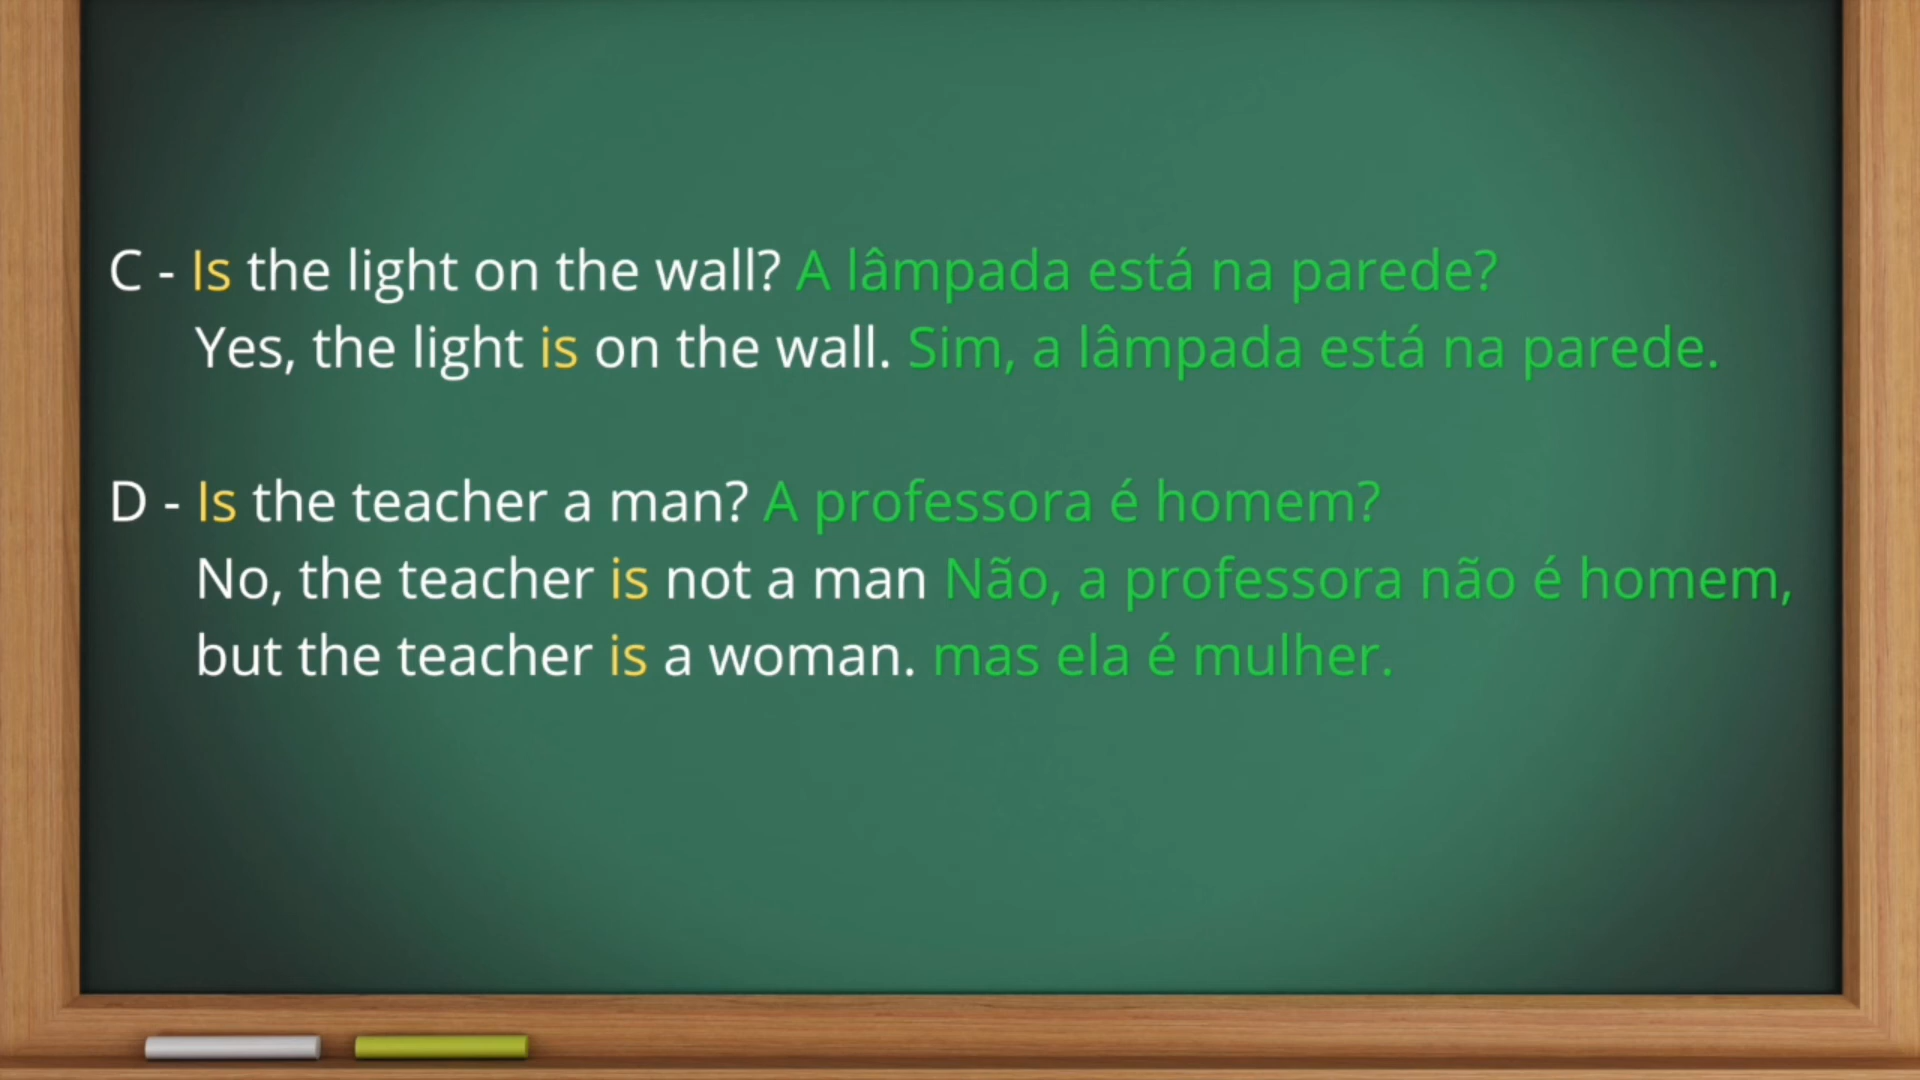 C - Is the light on the wall? A lâmpada está na parede?
Yes, the light is on the wall. Sim, a lâmpada está na parede.
D - Is the teacher a man? A professora é homem?
No, the teacher is not a man Não, a professora não é homem,
but the teacher is a woman. mas ela é mulher.